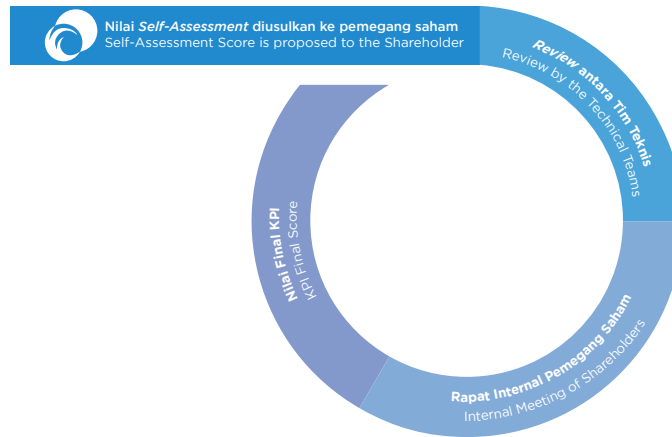 Nilai Self-Assessment diusulkan ke pemegang saham
Self-Assessment Score is proposed to the Shareholder
Review antara Tim Teknis
Review by the Technical Teams
Rapat Internal Pemegang Saham
Internal Meeting of Shareholders
Nilai Final KPI
KPI Final Score